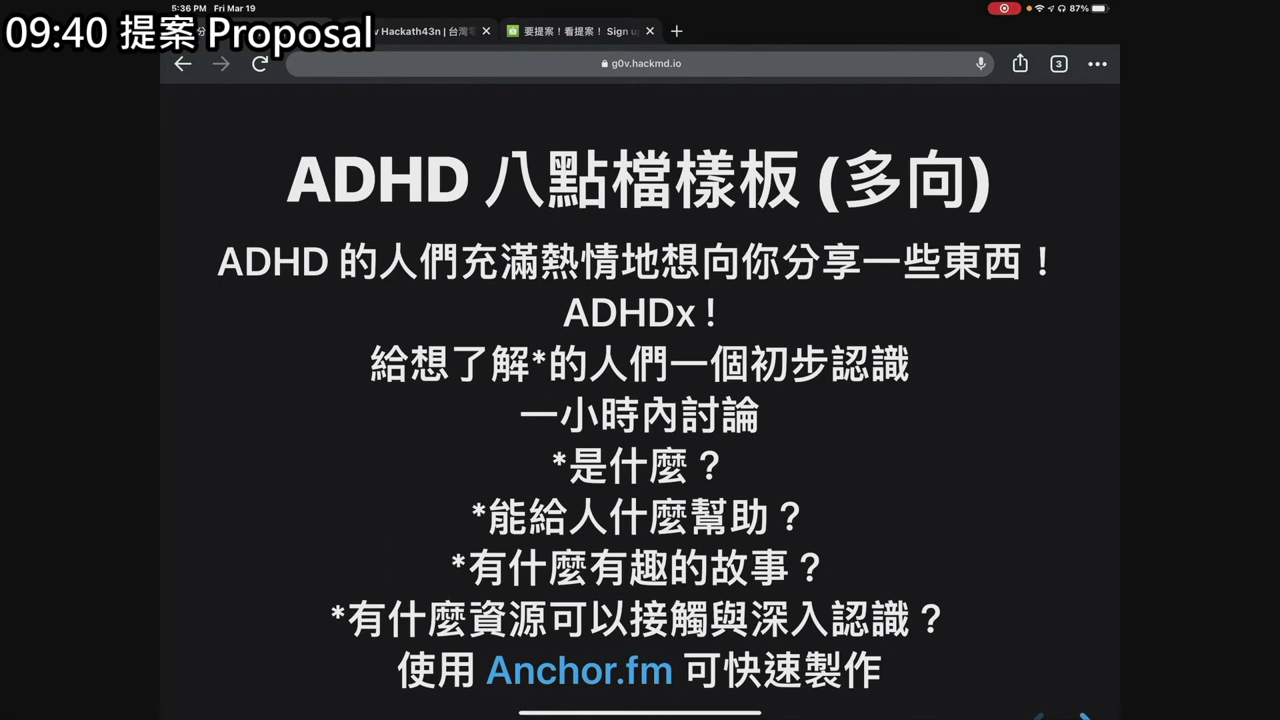 5:36 PM Fri Mar 19
87%
09:40 提案 Proposal
Hackath43n | 台灣
要提案！看提案！ Sign u
g0v.hackmd.io
3
ADHD 八點檔樣板 (多向)
ADHD 的人們充滿熱情地想向你分享一些東西！
ADHDx！
給想了解*的人們一個初步認識
一小時內討論
*是什麼？
*能給人什麼幫助？
*有什麼有趣的故事？
*有什麼資源可以接觸與深入認識？
使用 Anchor.fm 可快速製作